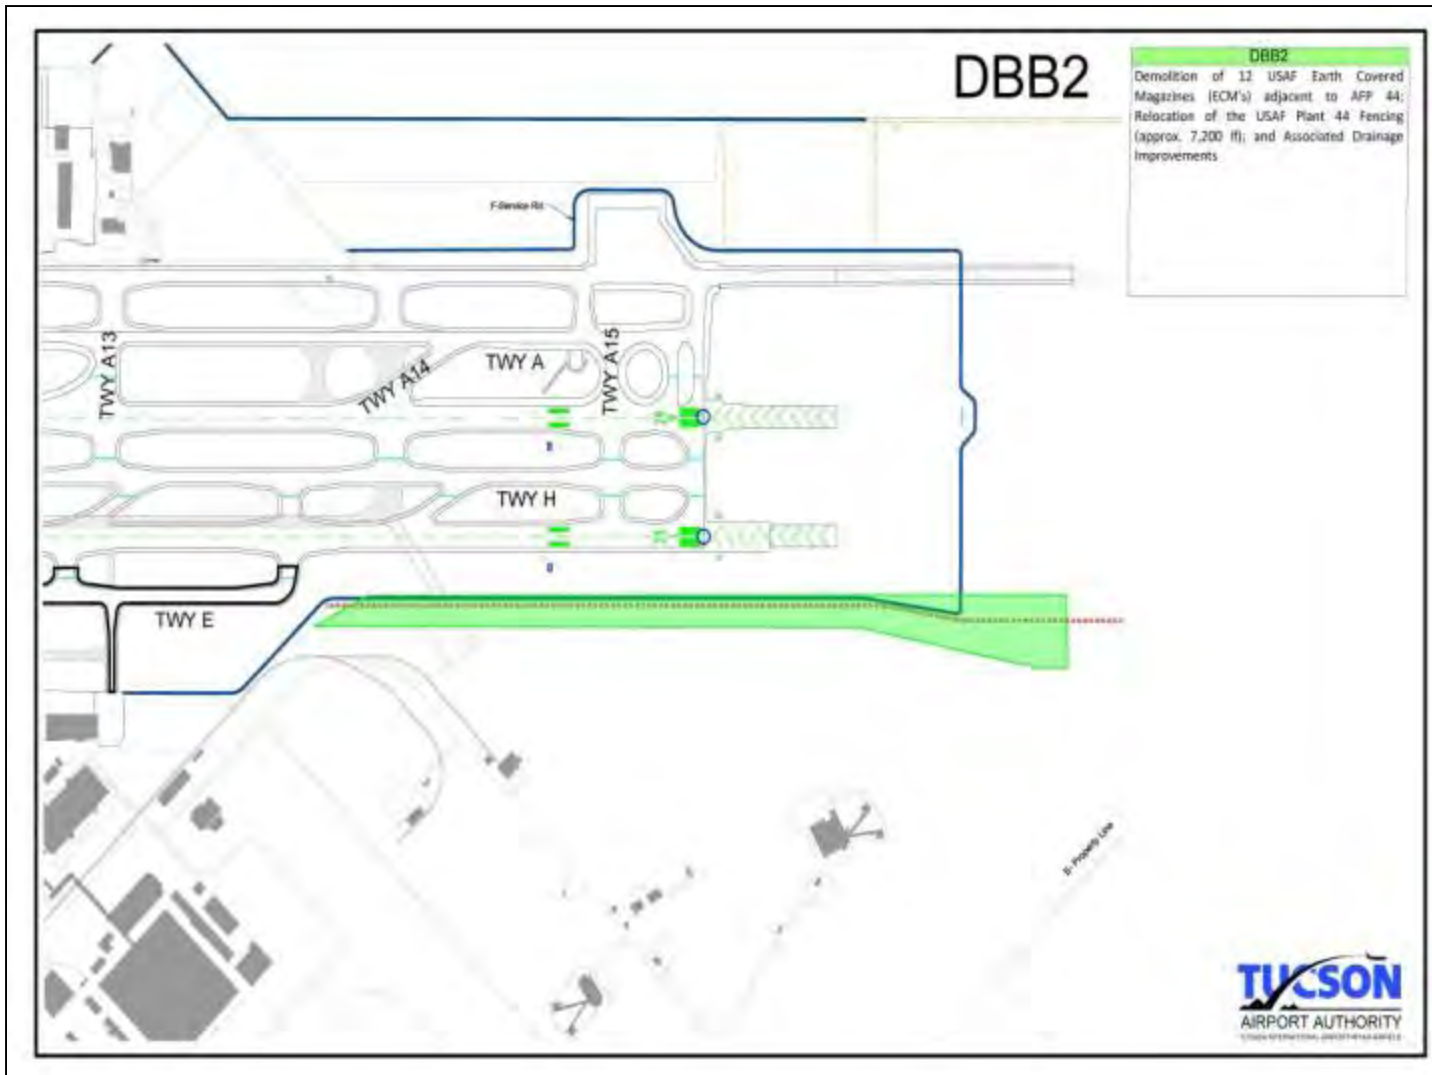 DBB2
DBB2
Demolition of 12 USAF Earth Covered
Magazines (ECM's) adjacent to AFP 44;
Relocation of the USAF Plant 44 Fencing
(approx. 7,200 lf); and Associated Drainage
Improvements
F-Service Rd
TWY A13
TWY A14
TWY A
TWY A15
TWY H
TWY E
B- Property Line
TUCSON
AIRPORT AUTHORITY